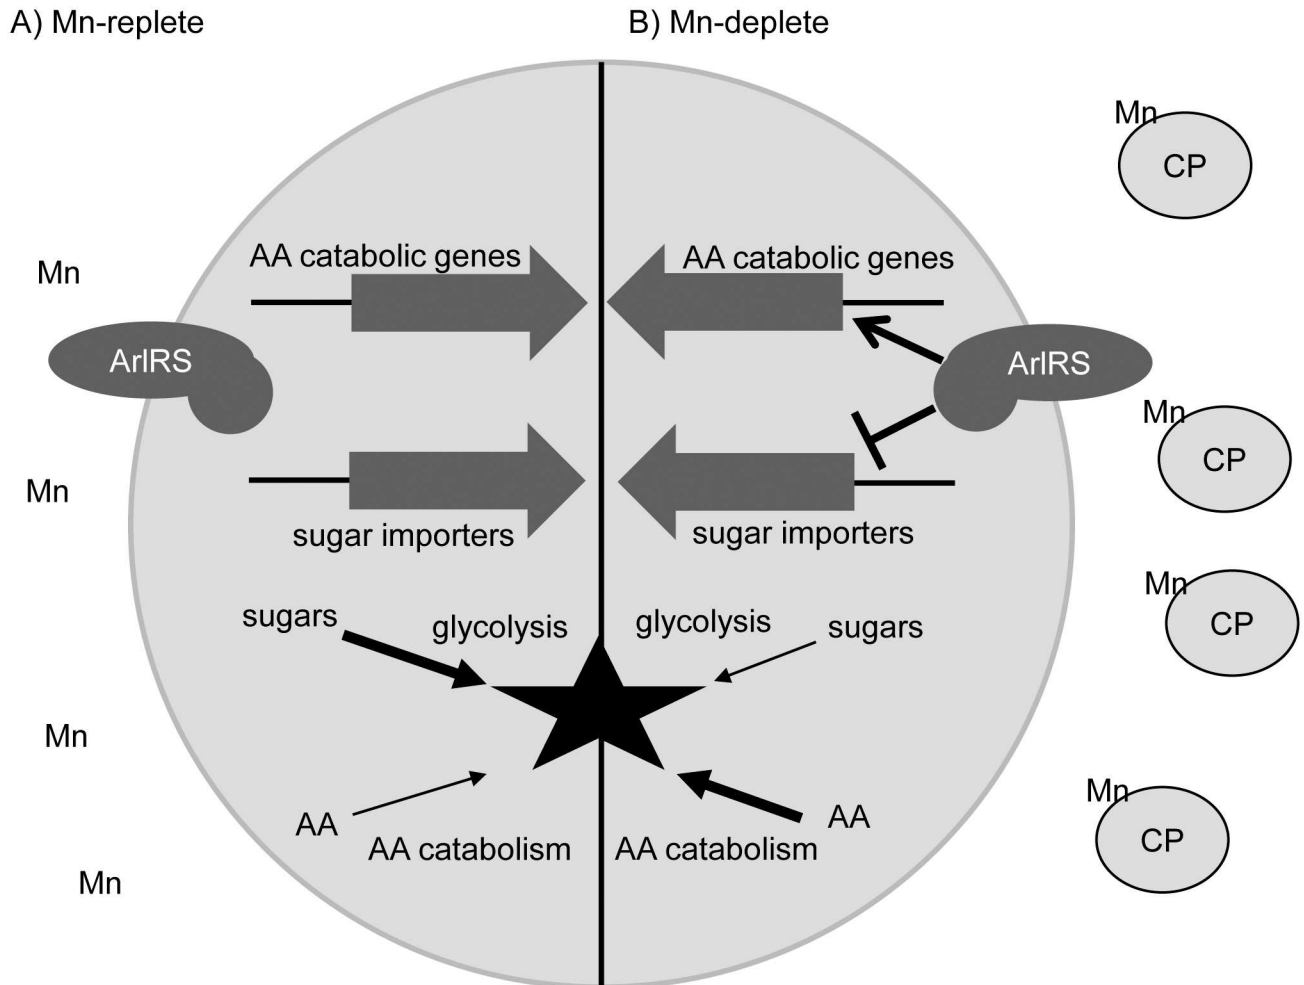 A) Mn-replete
B) Mn-deplete
Mn
CP
AA catabolic genes
AA catabolic genes
Mn
ArlRS
ArlRS
Mn
CP
Mn
sugar importers
sugar importers
Mn
CP
sugars
glycolysis
glycolysis
sugars
Mn
Mn
CP
AA
AA
AA catabolism
AA catabolism
Mn